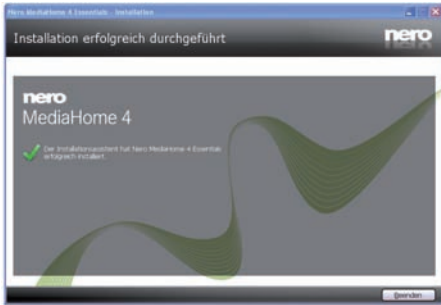 Nero MediaHome 4 Essentials - Installation
Installation erfolgreich durchgeführt
nero
nero
MediaHome 4
Der Installationsassistent hat Nero MediaHome 4 Essentials
erfolgreich installiert.
Beenden